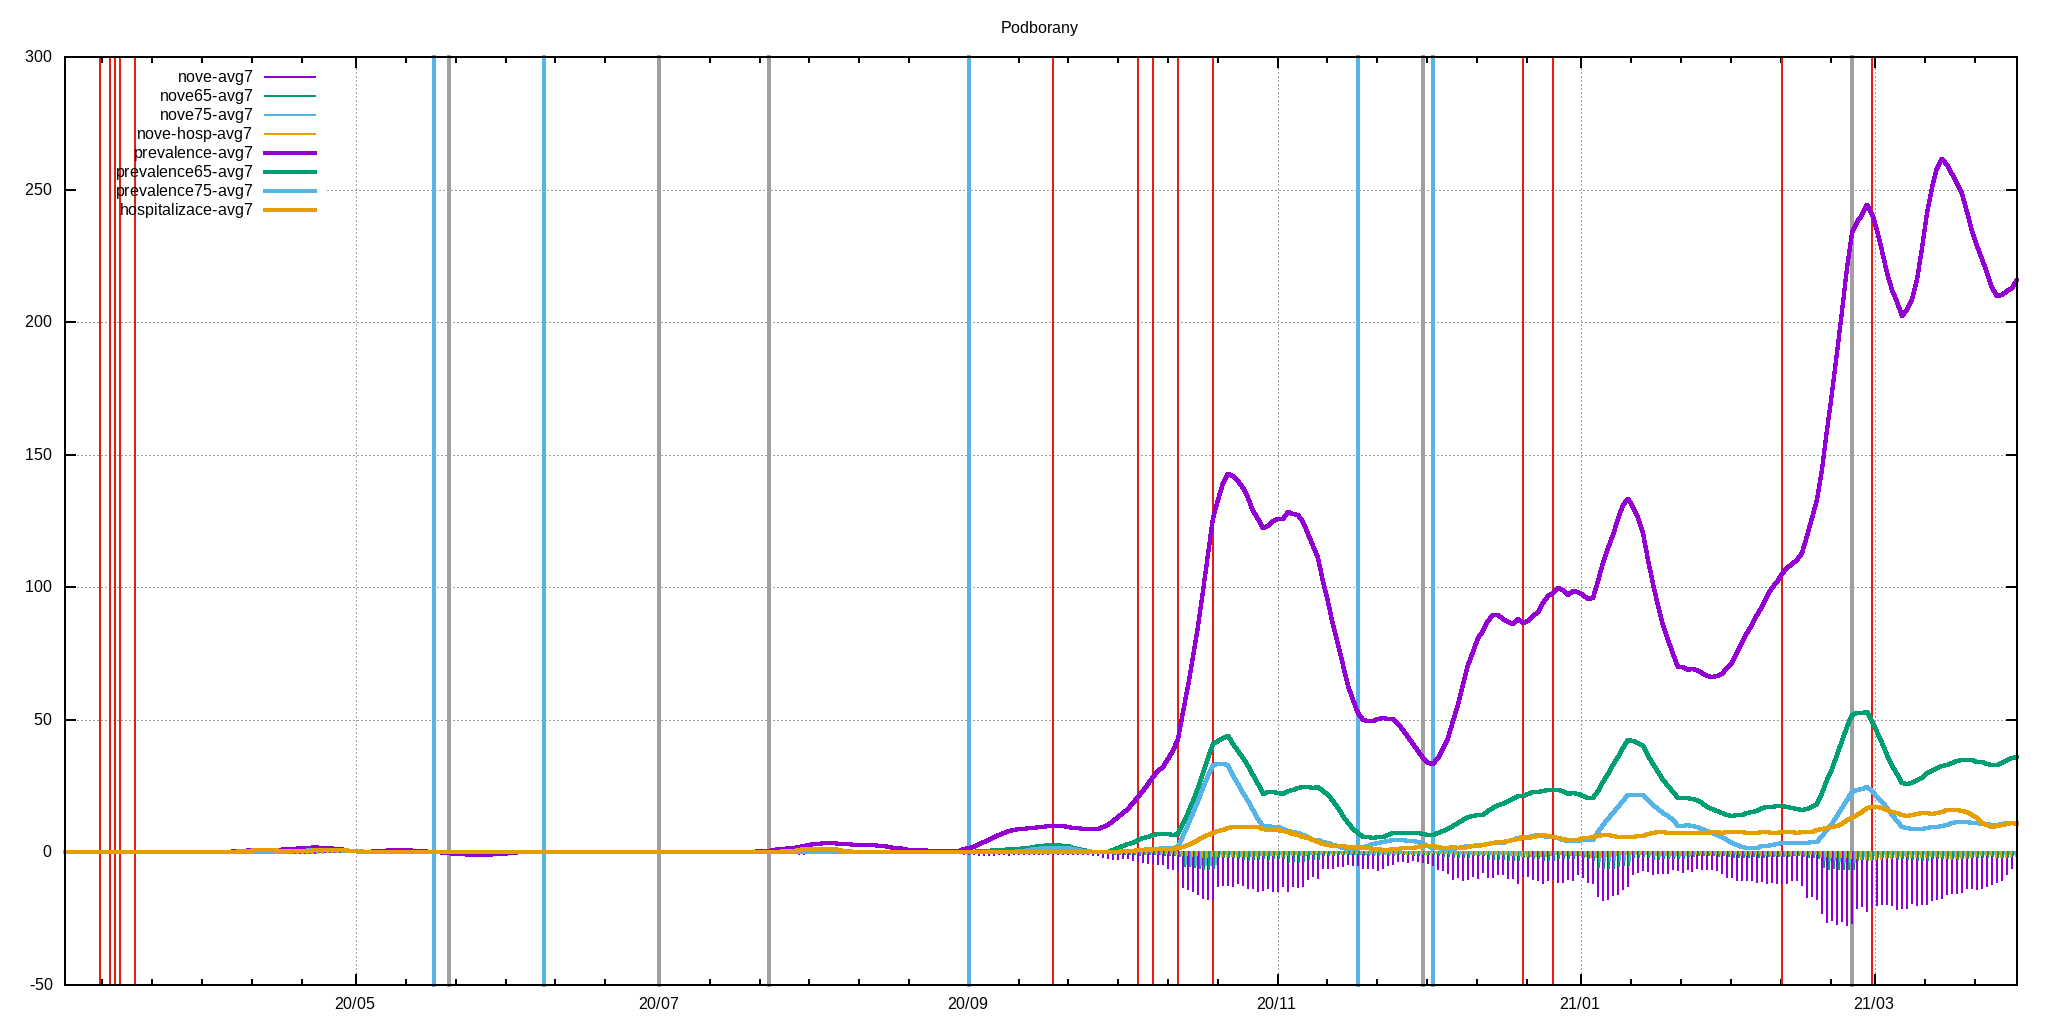 Podborany
300
250
200
150
100
50
0
-50
nove-avg7
nove65-avg7
nove75-avg7
nove-hosp-avg7
prevalence-avg7
prevalence65-avg7
prevalence75-avg7
hospitalizace-avg7
20/05
20/07
20/09
20/11
21/01
21/03